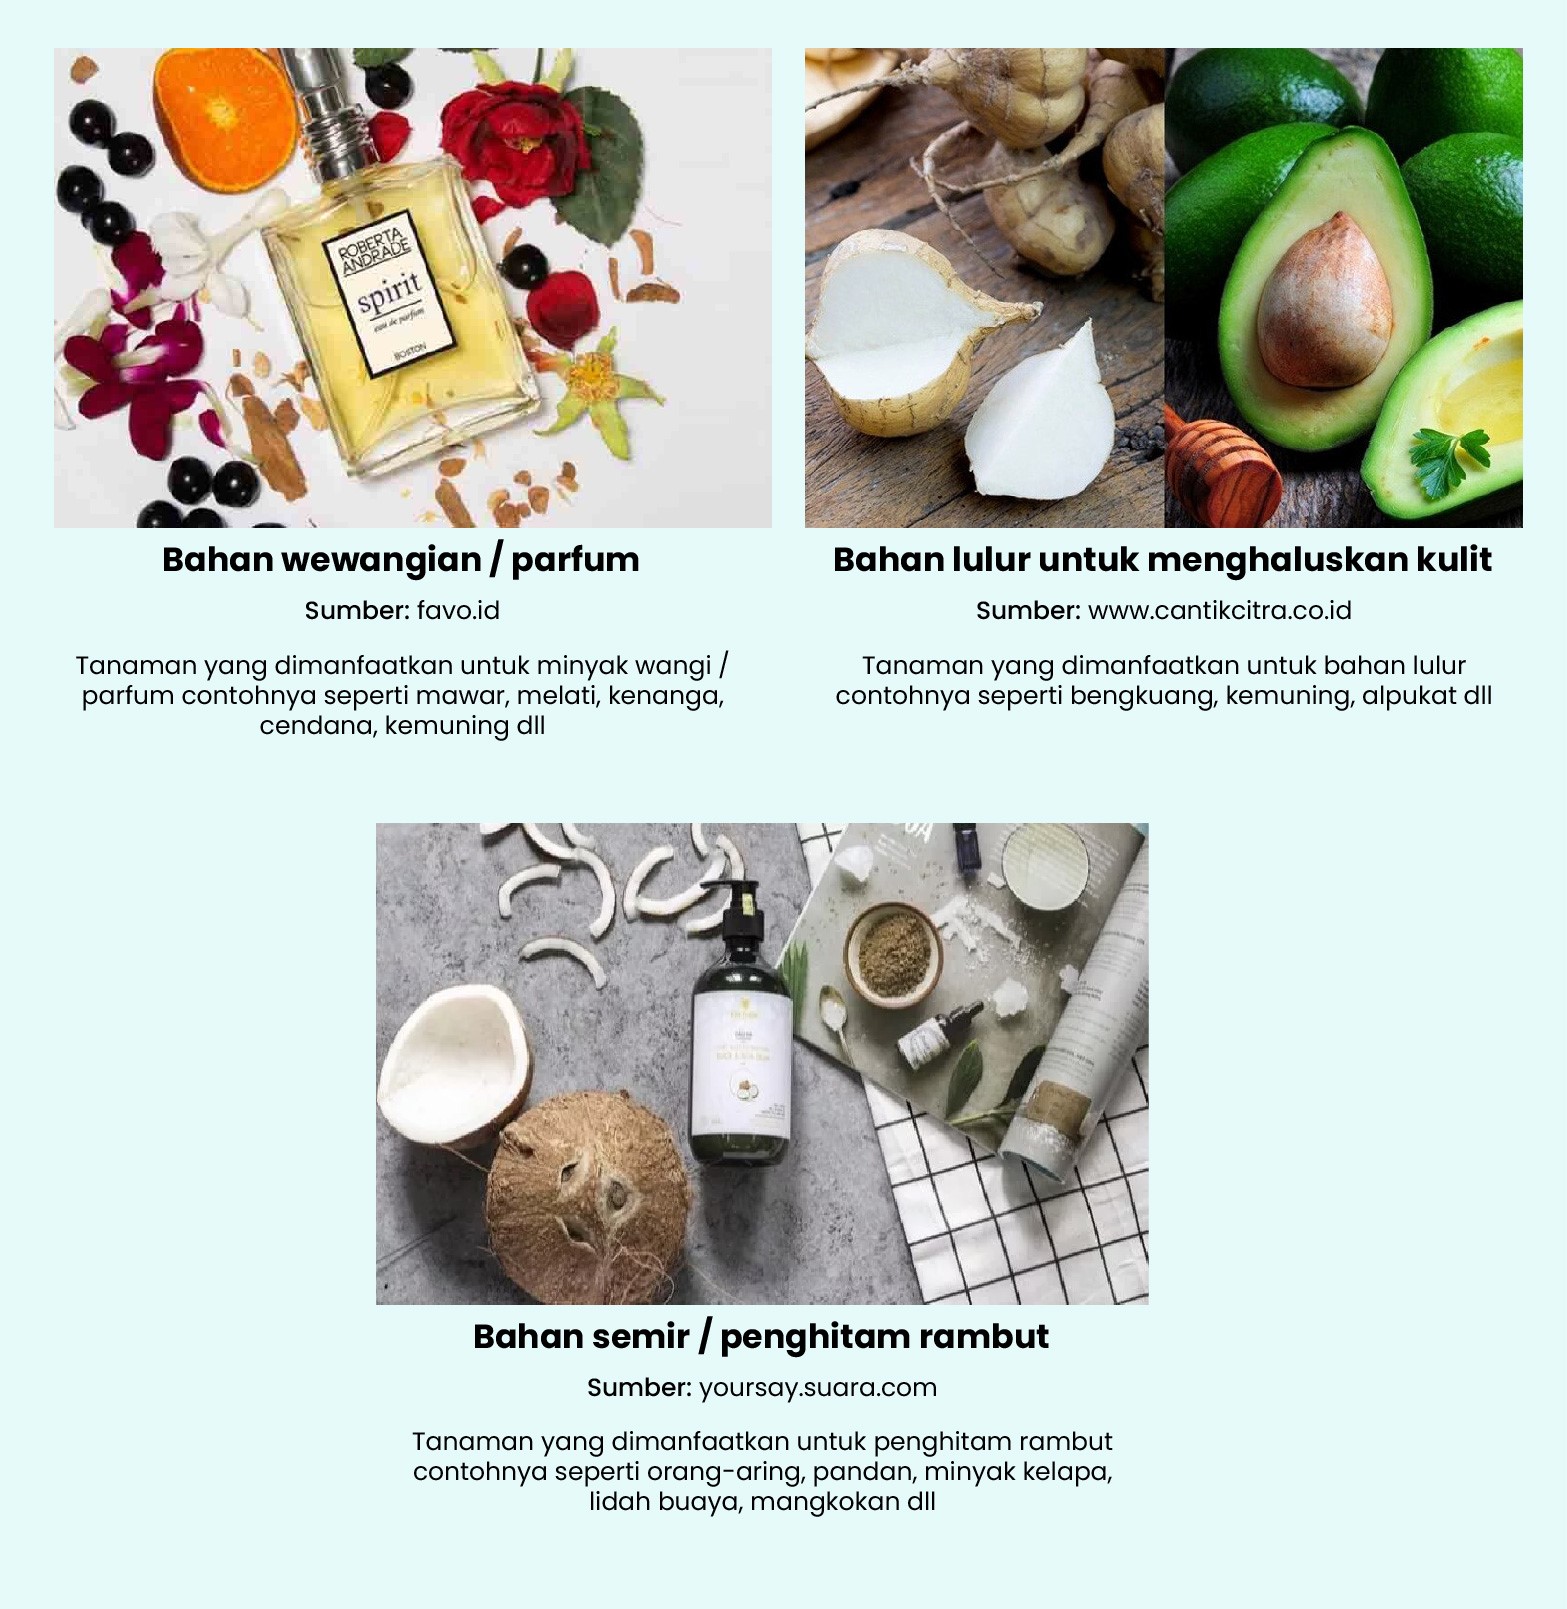 ROBERTA
ANDRADE
spirit
eau de parfum
BOSTON
Bahan wewangian / parfum
Sumber: favo.id
Tanaman yang dimanfaatkan untuk minyak wangi /
parfum contohnya seperti mawar, melati, kenanga,
cendana, kemuning dll
Bahan lulur untuk menghaluskan kulit
Sumber: www.cantikcitra.co.id
Tanaman yang dimanfaatkan untuk bahan lulur
contohnya seperti bengkuang, kemuning, alpukat dll
Bahan semir / penghitam rambut
Sumber: yoursay.suara.com
Tanaman yang dimanfaatkan untuk penghitam rambut
contohnya seperti orang-aring, pandan, minyak kelapa,
lidah buaya, mangkokan dll